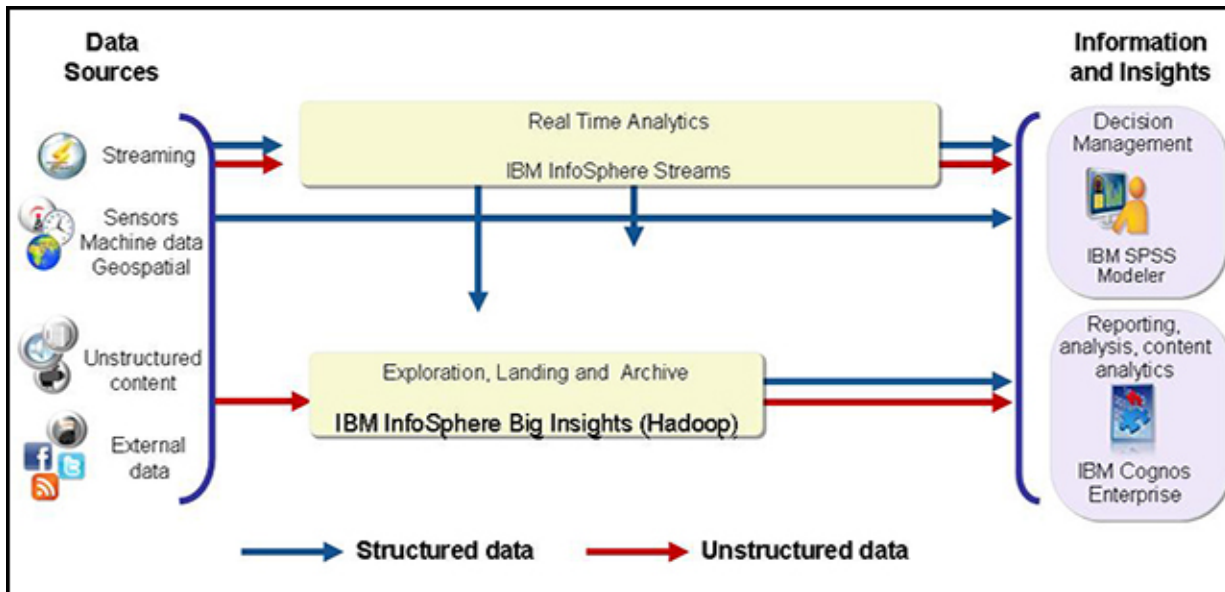 Data
Sources
Information
and Insights
Streaming
Sensors
Machine data
Geospatial
Unstructured
content
External
data
Real Time Analytics
IBM InfoSphere Streams
Exploration, Landing and Archive
IBM InfoSphere Big Insights (Hadoop)
Decision
Management
IBM SPSS
Modeler
Reporting,
analysis, content
analytics
IBM Cognos
Enterprise
Structured data
Unstructured data